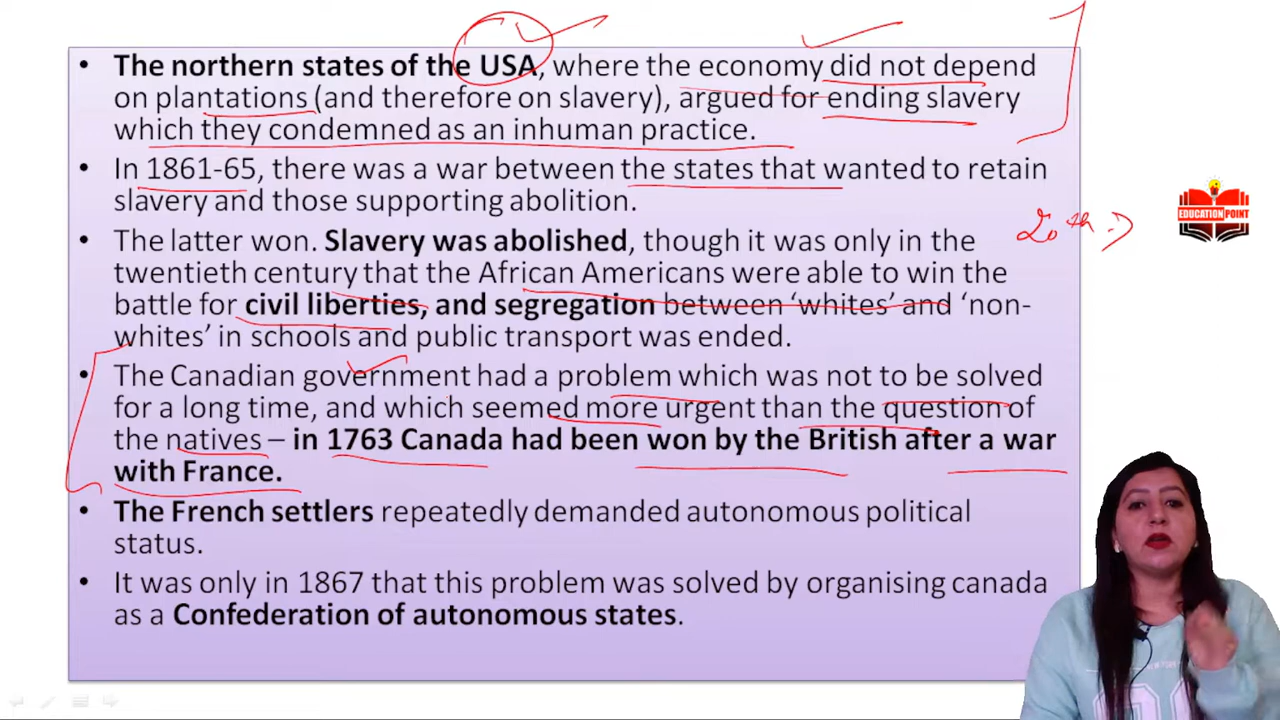 • The northern states of the USA, where the economy did not depend
on plantations (and therefore on slavery), argued for ending slavery
which they condemned as an inhuman practice.
• In 1861-65, there was a war between the states that wanted to retain
slavery and those supporting abolition.
• The latter won. Slavery was abolished, though it was only in the
twentieth century that the African Americans were able to win the
battle for civil liberties, and segregation between ‘whites’ and ‘non-
whites’ in schools and public transport was ended.
• The Canadian government had a problem which was not to be solved
for a long time, and which seemed more urgent than the question of
the natives – in 1763 Canada had been won by the British after a war
with France.
• The French settlers repeatedly demanded autonomous political
status.
• It was only in 1867 that this problem was solved by organising canada
as a Confederation of autonomous states.
20th
EDUCATION POINT